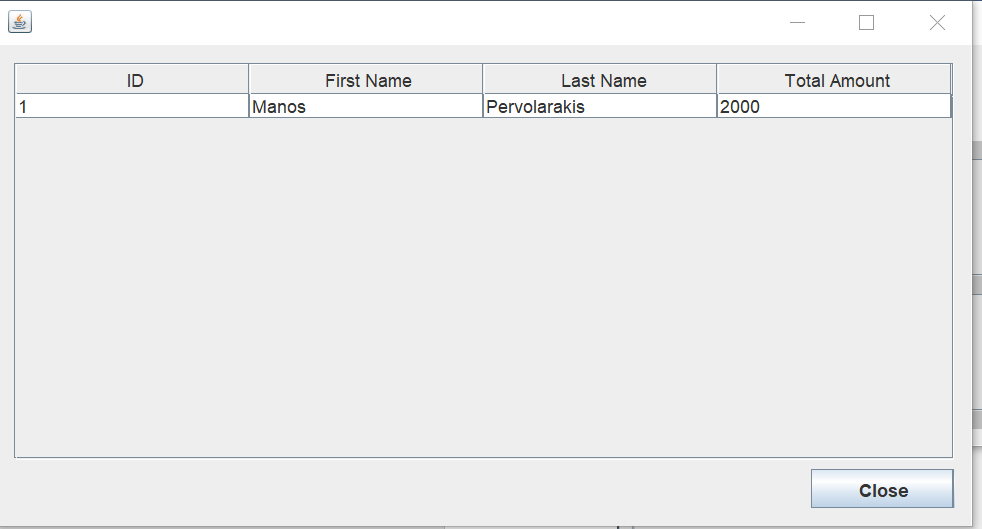 ID First Name Last Name Total Amount
1 Manos Pervolarakis 2000
Close